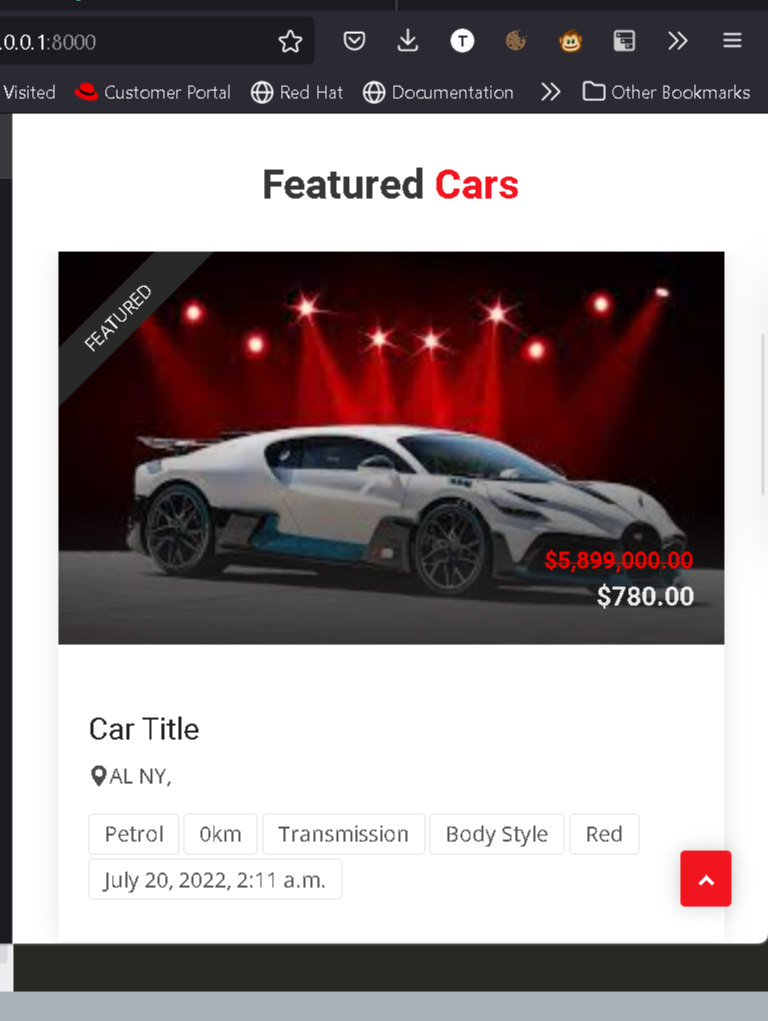 .0.0.1:8000
T
Visited Customer Portal Red Hat Documentation Other Bookmarks
Featured Cars
FEATURED
$5,899,000.00
$780.00
Car Title
AL NY,
Petrol 0km Transmission Body Style Red
July 20, 2022, 2:11 a.m.